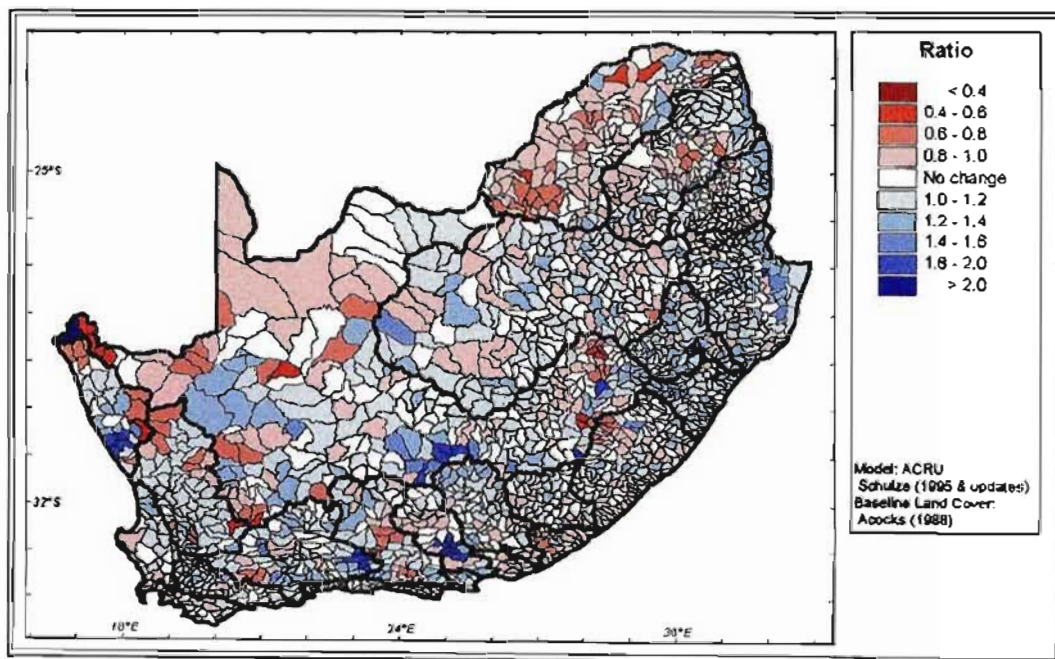 Ratio
< 0.4
0.4 - 0.6
0.6 - 0.8
0.8 - 1.0
No change
1.0 - 1.2
1.2 - 1.4
1.4 - 1.6
1.6 - 2.0
> 2.0
25°S
32°S
18°E
24°E
30°E
Model: ACRU
Schulze (1995 & updates)
Baseline Land Cover:
Acocks (1988)